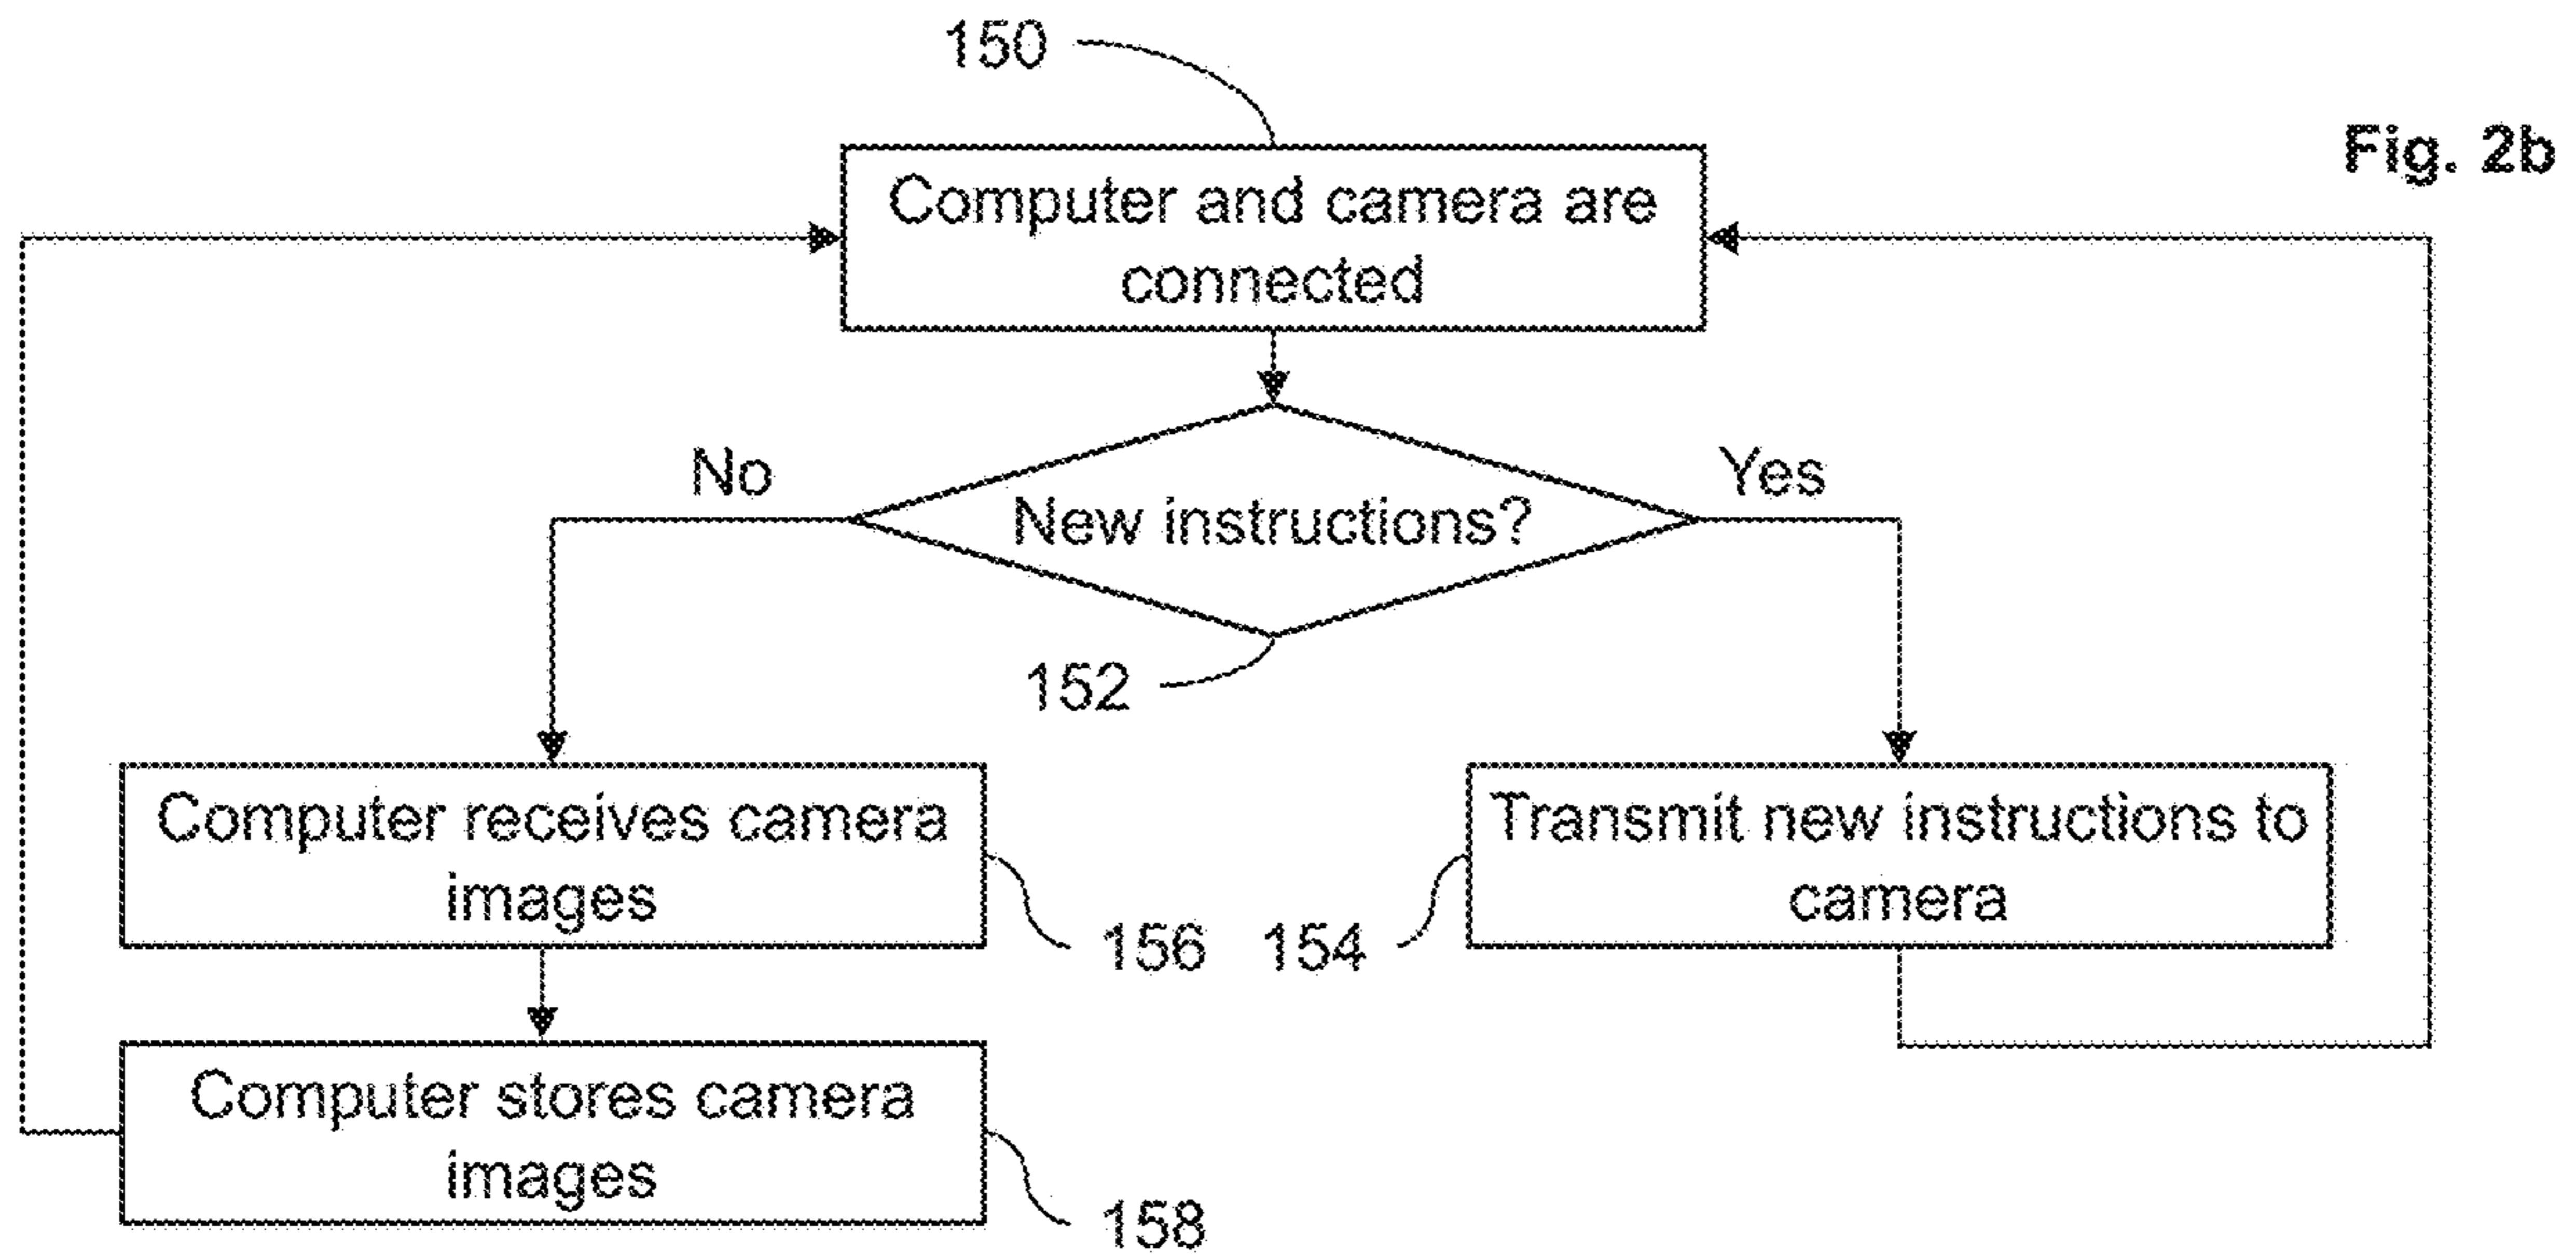 150
Fig. 2b
Computer and camera are
connected
No
Yes
New instructions?
152
Computer receives camera
images
Transmit new instructions to
camera
156
154
Computer stores camera
images
158